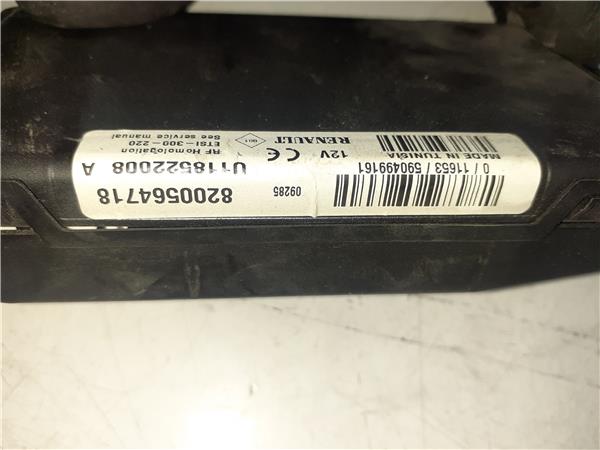 8200564718
09285
0 / 11653 / 590499161
MADE IN TUNISIA
U118522008 A
12V CE
RENAULT
RF Homologation
ETSI-300-220
See service manual